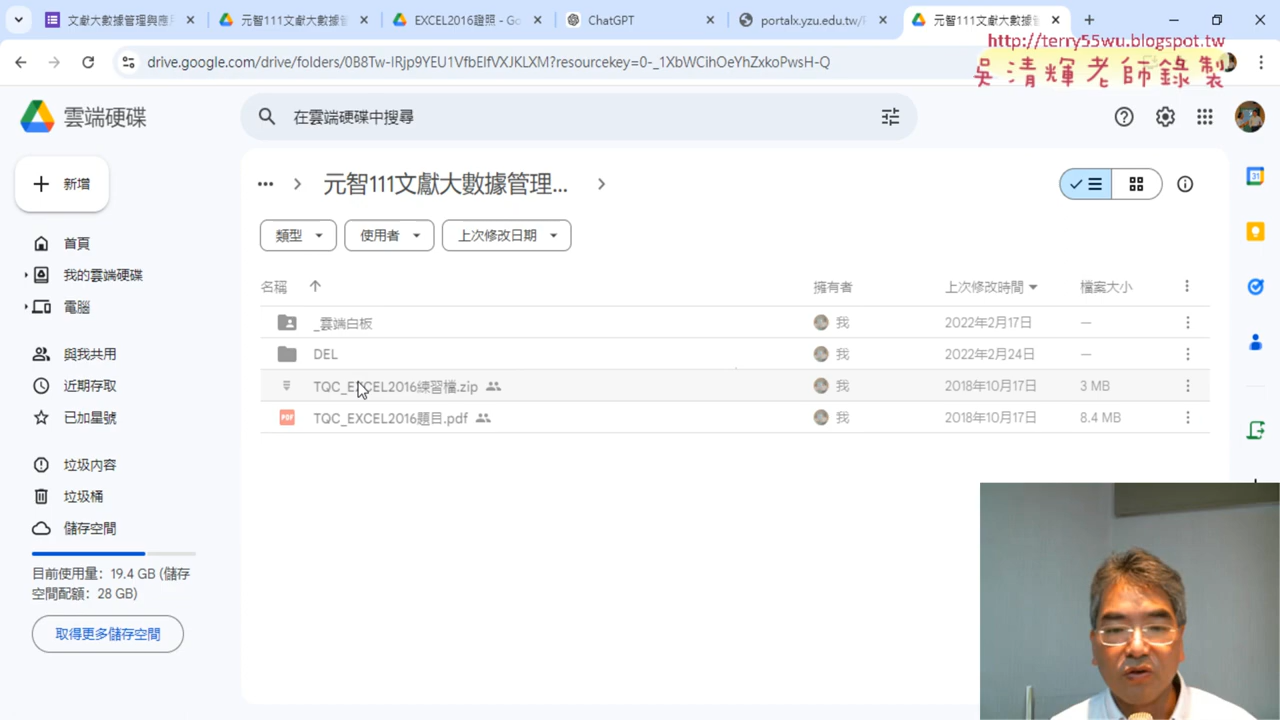 文獻大數據管理與應
元智111文獻大數據管
EXCEL2016證照 - Go
ChatGPT
portalx.yzu.edu.tw/
元智111文獻大數據管
http://terry55wu.blogspot.tw
吳清輝老師錄製
drive.google.com/drive/folders/0B8Tw-IRjp9YEU1VfbElfVXJKLXM?resourcekey=0-_1XbWCihOeYhZxkoPwsH-Q
雲端硬碟
在雲端硬碟中搜尋
新增
元智111文獻大數據管理...
類型
使用者
上次修改日期
首頁
我的雲端硬碟
電腦
與我共用
近期存取
已加星號
垃圾內容
垃圾桶
儲存空間
目前使用量: 19.4 GB (儲存
空間配額: 28 GB)
取得更多儲存空間
名稱 擁有者 上次修改時間 檔案大小
_雲端白板 我 2022年2月17日 —
DEL 我 2022年2月24日 —
TQC_EXCEL2016練習檔.zip 我 2018年10月17日 3 MB
PDF TQC_EXCEL2016題目.pdf 我 2018年10月17日 8.4 MB
31